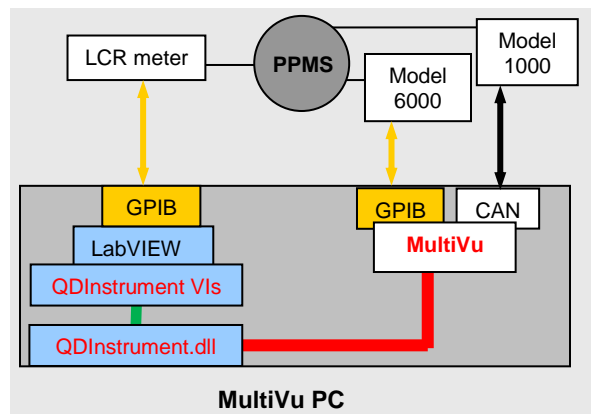 LCR meter
PPMS
Model
6000
Model
1000
GPIB
GPIB
CAN
LabVIEW
MultiVu
QDInstrument VIs
QDInstrument.dll
MultiVu PC